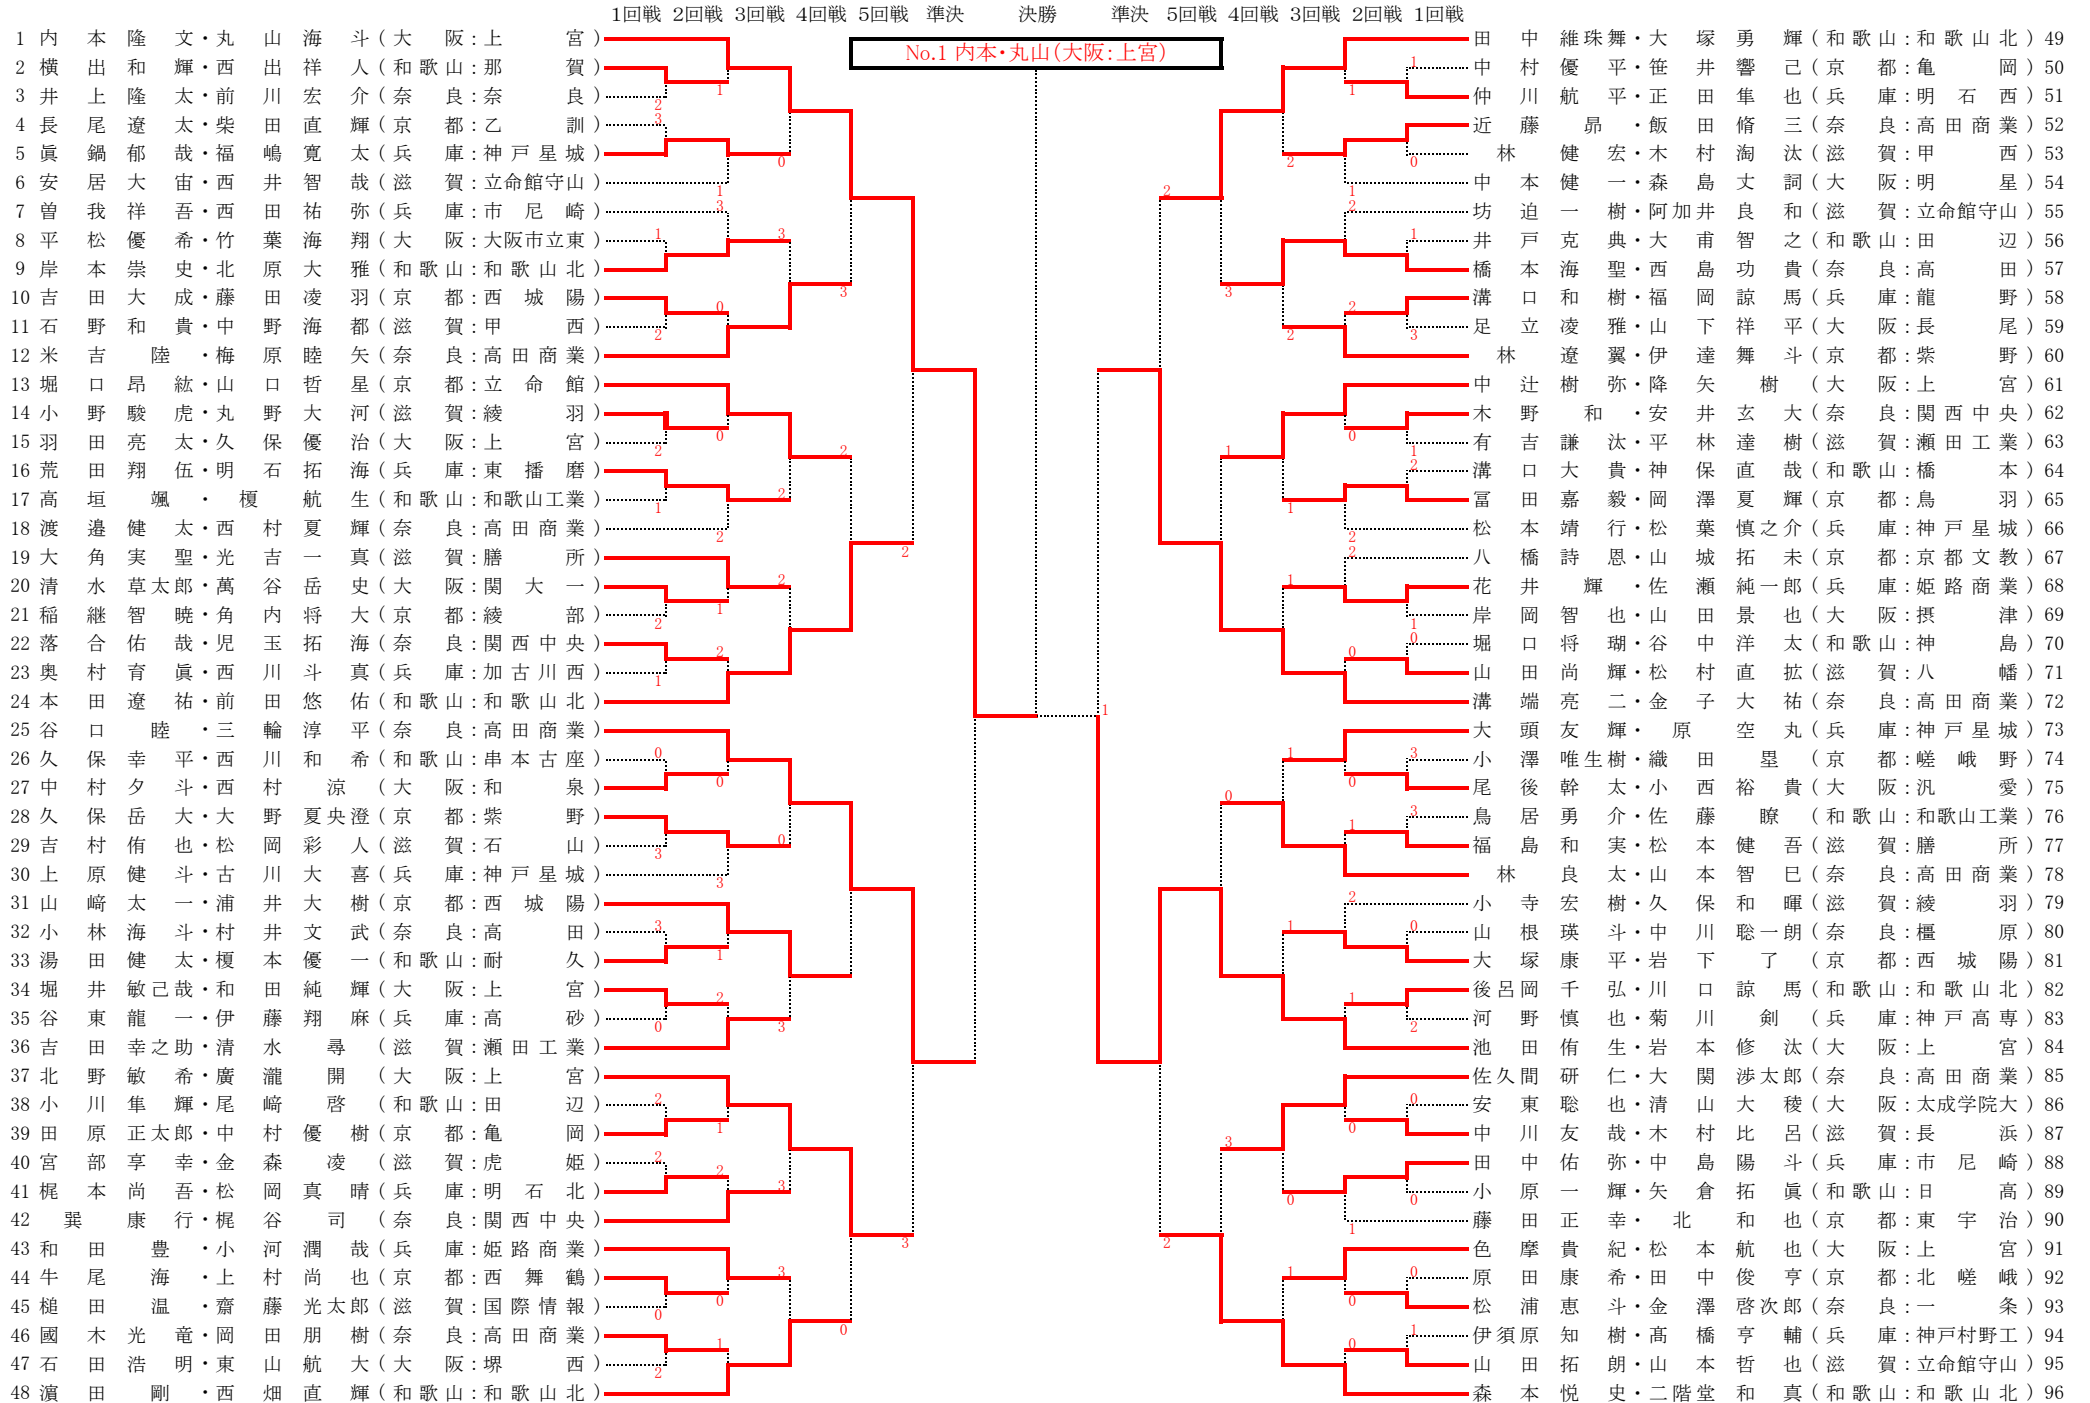 1回戦 2回戦 3回戦 4回戦 5回戦 準決 決勝 準決 5回戦 4回戦 3回戦 2回戦 1回戦
No.1 内本・丸山(大阪:上宮)
1 内本隆文・丸山海斗(大阪:上宮)
2 横出和輝・西出祥人(和歌山:那賀)
3 井上隆太・前川宏介(奈良:奈良)
4 長尾遼太・柴田直輝(京都:乙訓)
5 眞鍋郁哉・福嶋寛太(兵庫:神戸星城)
6 安居大宙・西井智哉(滋賀:立命館守山)
7 曽我祥吾・西田祐弥(兵庫:市尼崎)
8 平松優希・竹葉海翔(大阪:大阪市立東)
9 岸本崇史・北原大雅(和歌山:和歌山北)
10 吉田大成・藤田凌羽(京都:西城陽)
11 石野和貴・中野海都(滋賀:甲西)
12 米吉陸・梅原睦矢(奈良:高田商業)
13 堀口昂紘・山口哲星(京都:立命館)
14 小野駿虎・丸野大河(滋賀:綾羽)
15 羽田亮太・久保優治(大阪:上宮)
16 荒田翔伍・明石拓海(兵庫:東播磨)
17 高垣颯・榎航生(和歌山:和歌山工業)
18 渡邉健太・西村夏輝(奈良:高田商業)
19 大角実聖・光吉一真(滋賀:膳所)
20 清水草太郎・萬谷岳史(大阪:関大一)
21 稲継智暁・角内将大(京都:綾部)
22 落合佑哉・児玉拓海(奈良:関西中央)
23 奥村育眞・西川斗真(兵庫:加古川西)
24 本田遼祐・前田悠佑(和歌山:和歌山北)
25 谷口睦・三輪淳平(奈良:高田商業)
26 久保幸平・西川和希(和歌山:串本古座)
27 中村夕斗・西村涼(大阪:和泉)
28 久保岳大・大野夏央澄(京都:紫野)
29 吉村侑也・松岡彩人(滋賀:石山)
30 上原健斗・古川大喜(兵庫:神戸星城)
31 山﨑太一・浦井大樹(京都:西城陽)
32 小林海斗・村井文武(奈良:高田)
33 湯田健太・榎本優一(和歌山:耐久)
34 堀井敏己哉・和田純輝(大阪:上宮)
35 谷東龍一・伊藤翔麻(兵庫:高砂)
36 吉田幸之助・清水尋(滋賀:瀬田工業)
37 北野敏希・廣瀧開(大阪:上宮)
38 小川隼輝・尾﨑啓(和歌山:田辺)
39 田原正太郎・中村優樹(京都:亀岡)
40 宮部享幸・金森凌(滋賀:虎姫)
41 梶本尚吾・松岡真晴(兵庫:明石北)
42 巽康行・梶谷司(奈良:関西中央)
43 和田豊・小河潤哉(兵庫:姫路商業)
44 牛尾海・上村尚也(京都:西舞鶴)
45 槌田温・齋藤光太郎(滋賀:国際情報)
46 國木光竜・岡田朋樹(奈良:高田商業)
47 石田浩明・東山航大(大阪:堺西)
48 濵田剛・西畑直輝(和歌山:和歌山北)
田中維珠舞・大塚勇輝(和歌山:和歌山北) 49
中村優平・笹井響己(京都:亀岡) 50
仲川航平・正田隼也(兵庫:明石西) 51
近藤昴・飯田脩三(奈良:高田商業) 52
林健宏・木村淘汰(滋賀:甲西) 53
中本健一・森島丈詞(大阪:明星) 54
坊迫一樹・阿加井良和(滋賀:立命館守山) 55
井戸克典・大甫智之(和歌山:田辺) 56
橋本海聖・西島功貴(奈良:高田) 57
溝口和樹・福岡諒馬(兵庫:龍野) 58
足立凌雅・山下祥平(大阪:長尾) 59
林遼翼・伊達舞斗(京都:紫野) 60
中辻樹弥・降矢樹(大阪:上宮) 61
木野和・安井玄大(奈良:関西中央) 62
有吉謙汰・平林達樹(滋賀:瀬田工業) 63
溝口大貴・神保直哉(和歌山:橋本) 64
冨田嘉毅・岡澤夏輝(京都:鳥羽) 65
松本靖行・松葉慎之介(兵庫:神戸星城) 66
八橋詩恩・山城拓未(京都:京都文教) 67
花井輝・佐瀬純一郎(兵庫:姫路商業) 68
岸岡智也・山田景也(大阪:摂津) 69
堀口将瑚・谷中洋太(和歌山:神島) 70
山田尚輝・松村直拡(滋賀:八幡) 71
溝端亮二・金子大祐(奈良:高田商業) 72
大頭友輝・原空丸(兵庫:神戸星城) 73
小澤唯生樹・織田塁(京都:嵯峨野) 74
尾後幹太・小西裕貴(大阪:汎愛) 75
鳥居勇介・佐藤瞭(和歌山:和歌山工業) 76
福島和実・松本健吾(滋賀:膳所) 77
林良太・山本智巳(奈良:高田商業) 78
小寺宏樹・久保和暉(滋賀:綾羽) 79
山根瑛斗・中川聡一朗(奈良:橿原) 80
大塚康平・岩下了(京都:西城陽) 81
後呂岡千弘・川口諒馬(和歌山:和歌山北) 82
河野慎也・菊川剣(兵庫:神戸高専) 83
池田侑生・岩本修汰(大阪:上宮) 84
佐久間研仁・大関渉太郎(奈良:高田商業) 85
安東聡也・清山大稜(大阪:太成学院大) 86
中川友哉・木村比呂(滋賀:長浜) 87
田中佑弥・中島陽斗(兵庫:市尼崎) 88
小原一輝・矢倉拓眞(和歌山:日高) 89
藤田正幸・北和也(京都:東宇治) 90
色摩貴紀・松本航也(大阪:上宮) 91
原田康希・田中俊亨(京都:北嵯峨) 92
松浦恵斗・金澤啓次郎(奈良:一条) 93
伊須原知樹・髙橋亨輔(兵庫:神戸村野工) 94
山田拓朗・山本哲也(滋賀:立命館守山) 95
森本悦史・二階堂和真(和歌山:和歌山北) 96